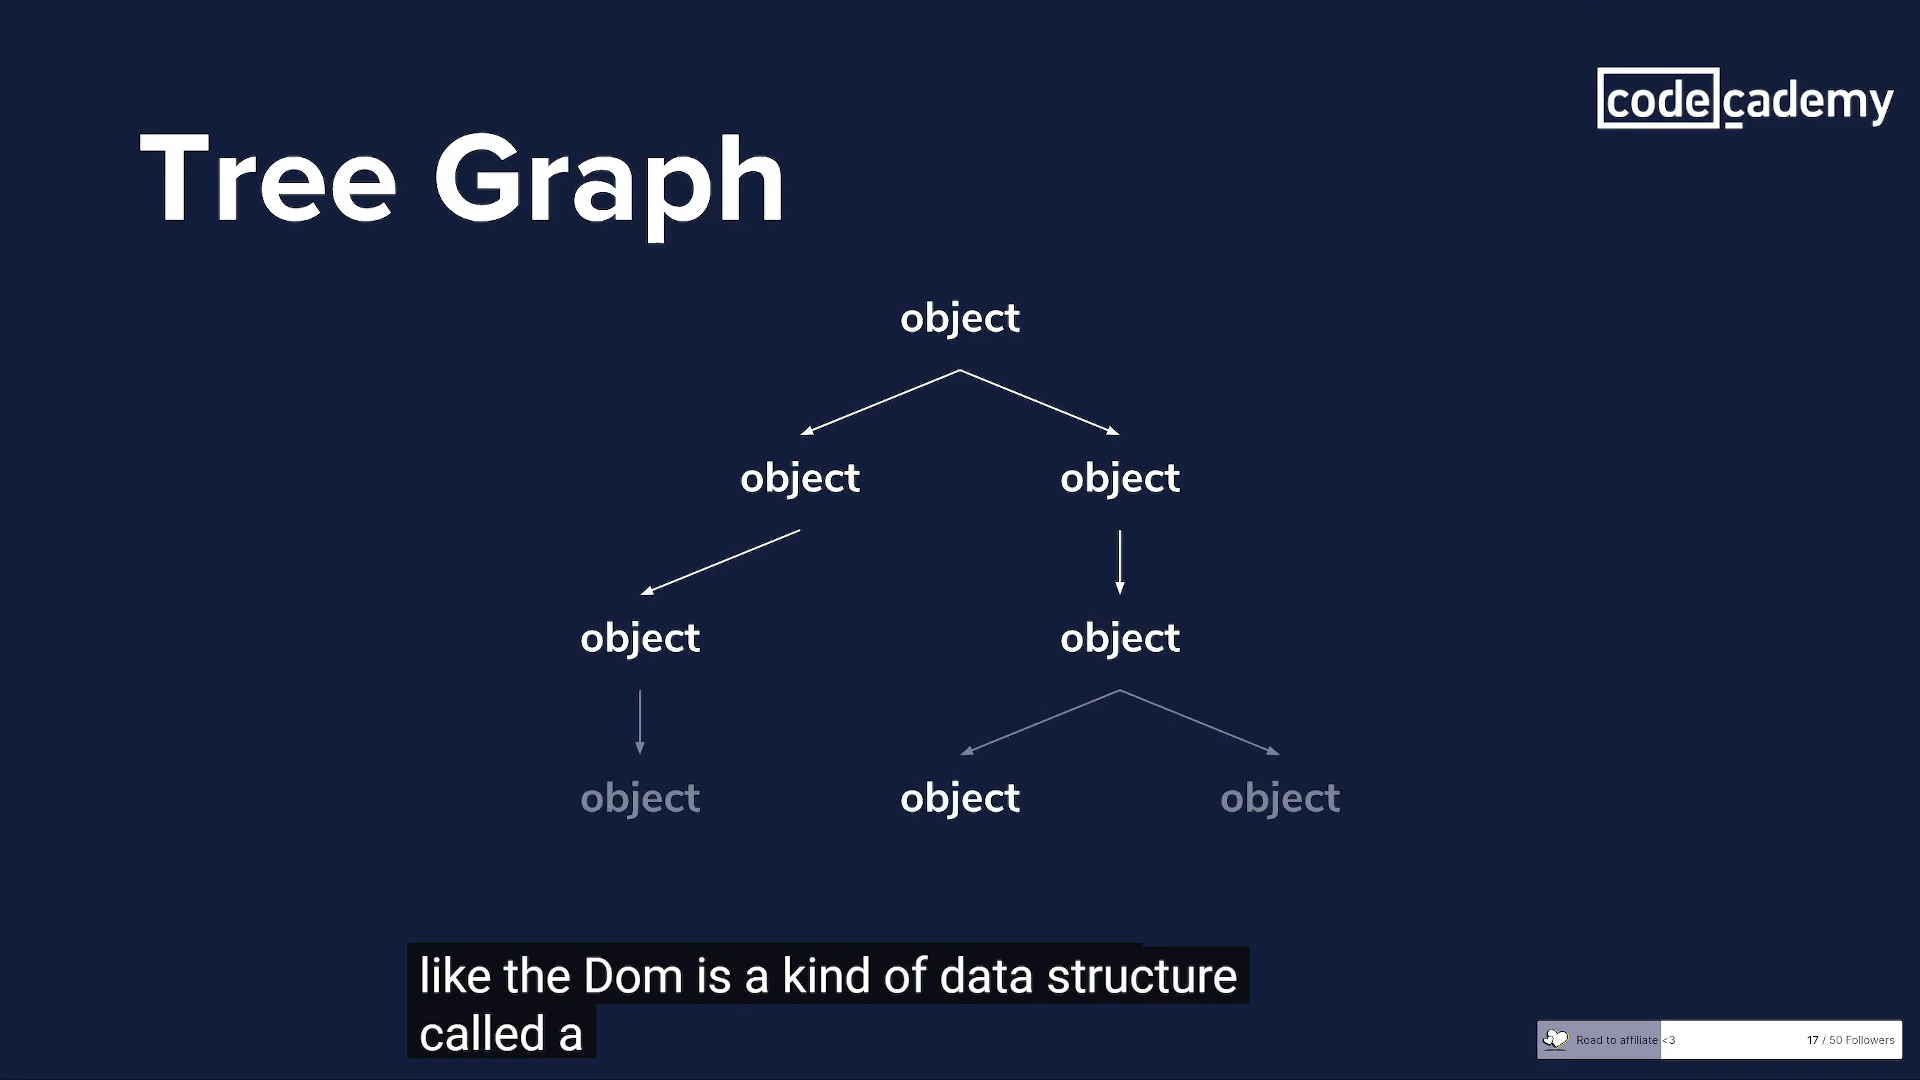 codecademy
Tree Graph
object
object object
object object
object object object
like the Dom is a kind of data structure
called a
Road to affiliate <3 17 / 50 Followers